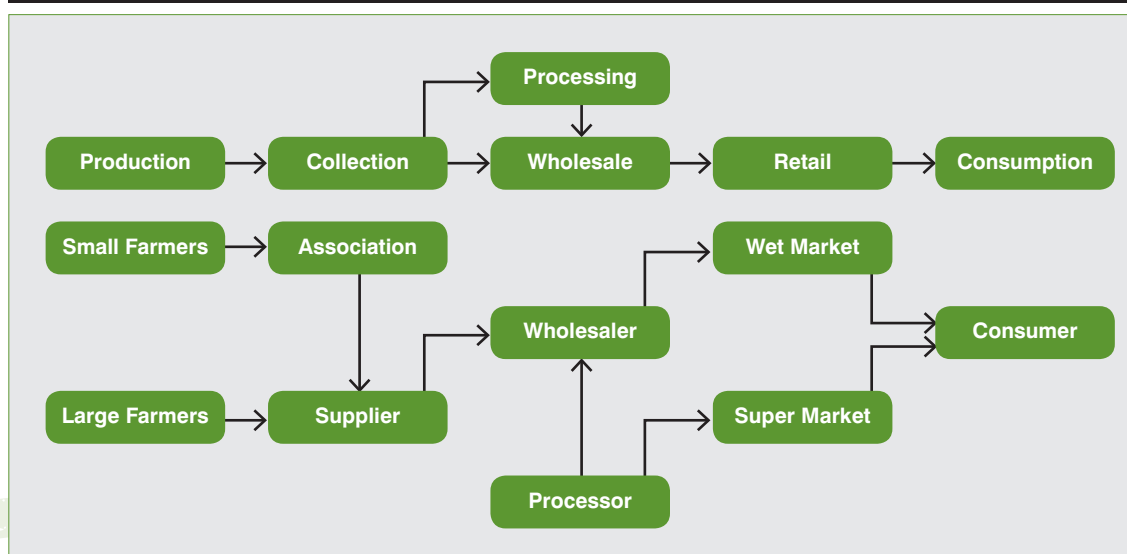 Processing
Production
Collection
Wholesale
Retail
Consumption
Small Farmers
Association
Wet Market
Wholesaler
Consumer
Large Farmers
Supplier
Super Market
Processor